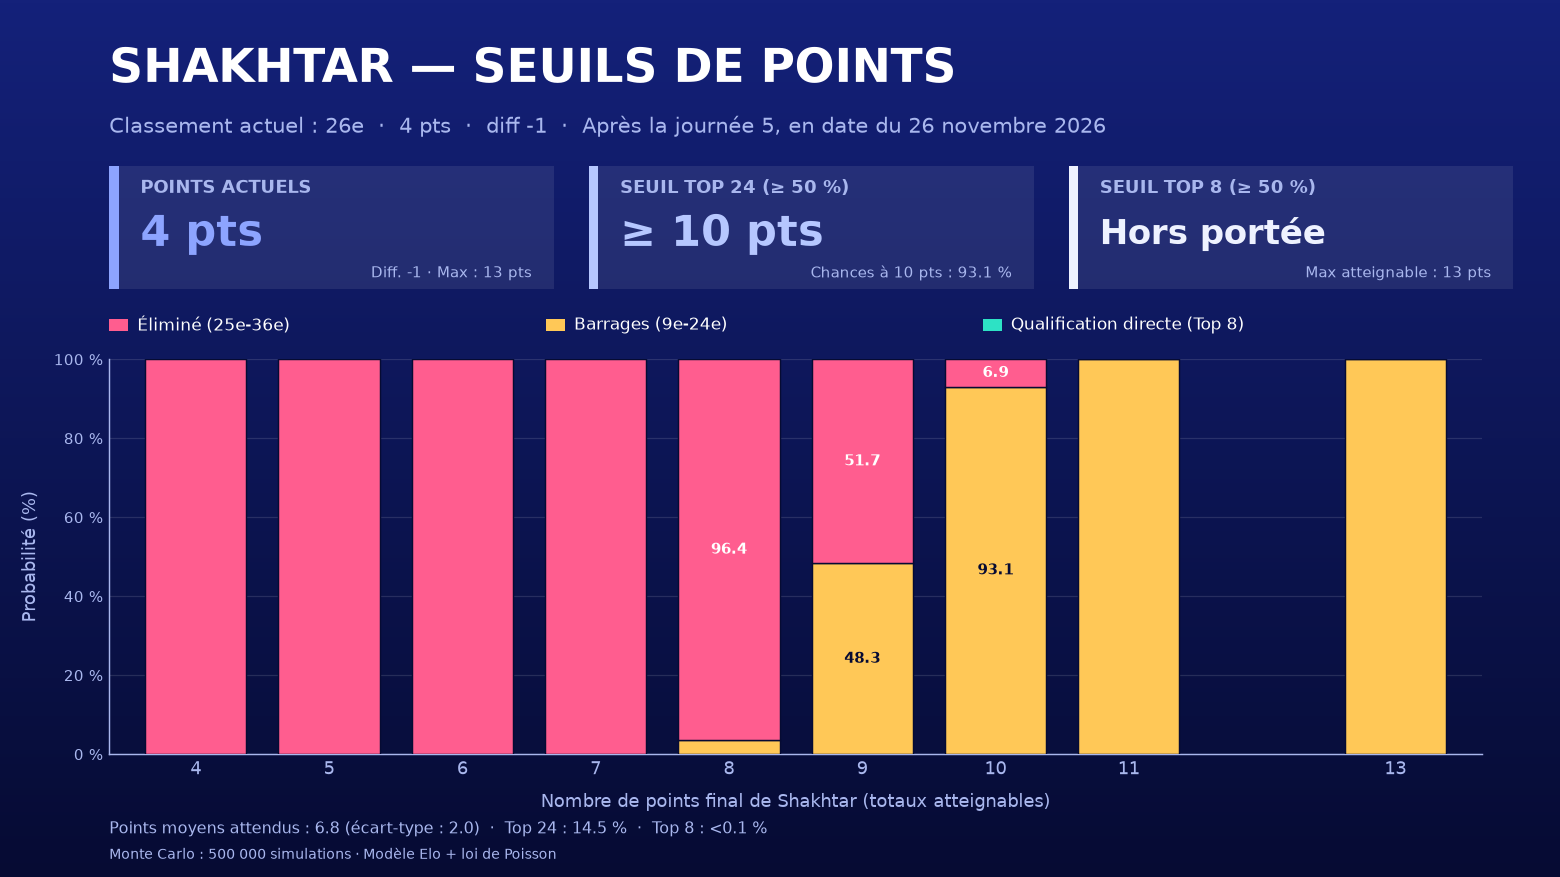 SHAKHTAR — SEUILS DE POINTS
Classement actuel : 26e · 4 pts · diff -1 · Après la journée 5, en date du 26 novembre 2026
POINTS ACTUELS
4 pts
Diff. -1 · Max : 13 pts
SEUIL TOP 24 (≥ 50 %)
≥ 10 pts
Chances à 10 pts : 93.1 %
SEUIL TOP 8 (≥ 50 %)
Hors portée
Max atteignable : 13 pts
Éliminé (25e-36e)
Barrages (9e-24e)
Qualification directe (Top 8)
Probabilité (%)
100 %
80 %
60 %
40 %
20 %
0 %
96.4
51.7
48.3
6.9
93.1
4 5 6 7 8 9 10 11 13
Nombre de points final de Shakhtar (totaux atteignables)
Points moyens attendus : 6.8 (écart-type : 2.0) · Top 24 : 14.5 % · Top 8 : <0.1 %
Monte Carlo : 500 000 simulations · Modèle Elo + loi de Poisson